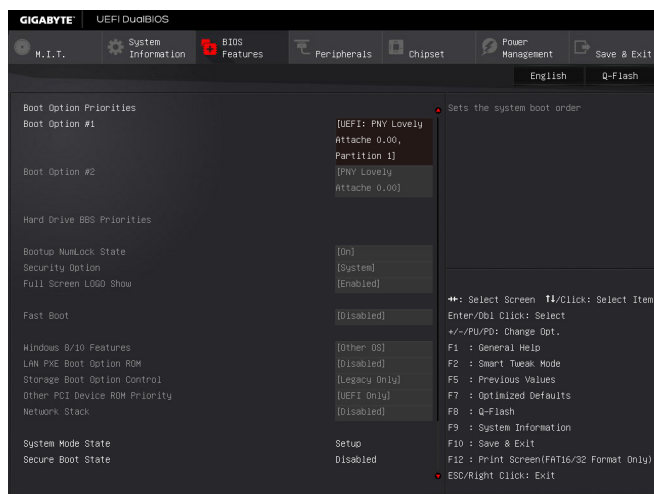 GIGABYTE™ UEFI DualBIOS
M.I.T.
System Information
BIOS Features
Peripherals
Chipset
Power Management
Save & Exit
English
Q-Flash
Boot Option Priorities
Boot Option #1 [UEFI: PNY Lovely
Attache 0.00,
Partition 1]
Boot Option #2 [PNY Lovely
Attache 0.00]
Hard Drive BBS Priorities
Bootup NumLock State [On]
Security Option [System]
Full Screen LOGO Show [Enabled]
Fast Boot [Disabled]
Windows 8/10 Features [Other OS]
LAN PXE Boot Option ROM [Disabled]
Storage Boot Option Control [Legacy Only]
Other PCI Device ROM Priority [UEFI Only]
Network Stack [Disabled]
System Mode State Setup
Secure Boot State Disabled
Sets the system boot order
→←: Select Screen ↑↓/Click: Select Item
Enter/Dbl Click: Select
+/-/PU/PD: Change Opt.
F1 : General Help
F2 : Smart Tweak Mode
F5 : Previous Values
F7 : Optimized Defaults
F8 : Q-Flash
F9 : System Information
F10 : Save & Exit
F12 : Print Screen(FAT16/32 Format Only)
ESC/Right Click: Exit